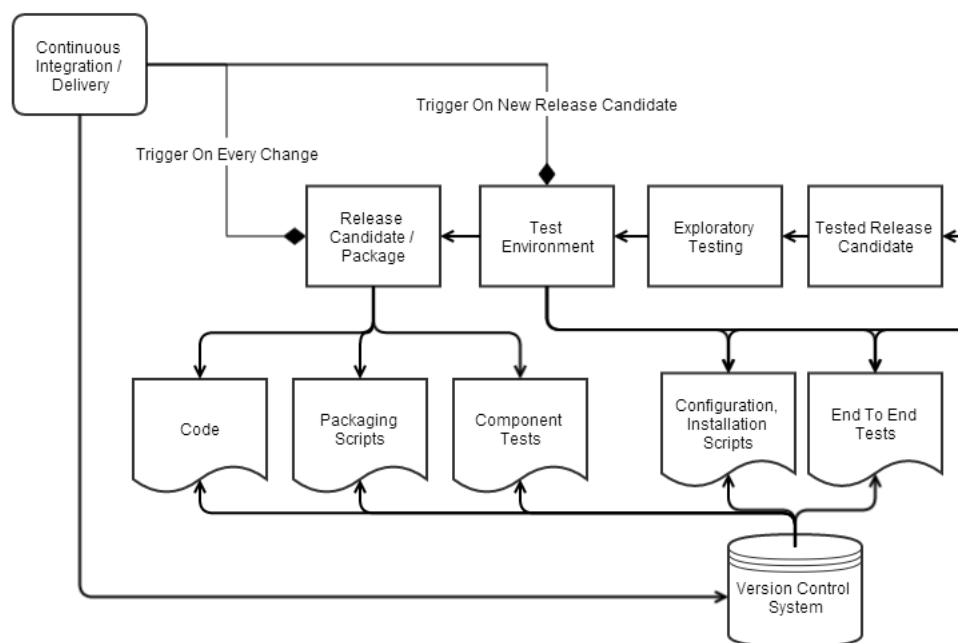 Continuous
Integration /
Delivery
Trigger On New Release Candidate
Trigger On Every Change
Release
Candidate /
Package
Test
Environment
Exploratory
Testing
Tested Release
Candidate
Code
Packaging
Scripts
Component
Tests
Configuration,
Installation
Scripts
End To End
Tests
Version Control
System